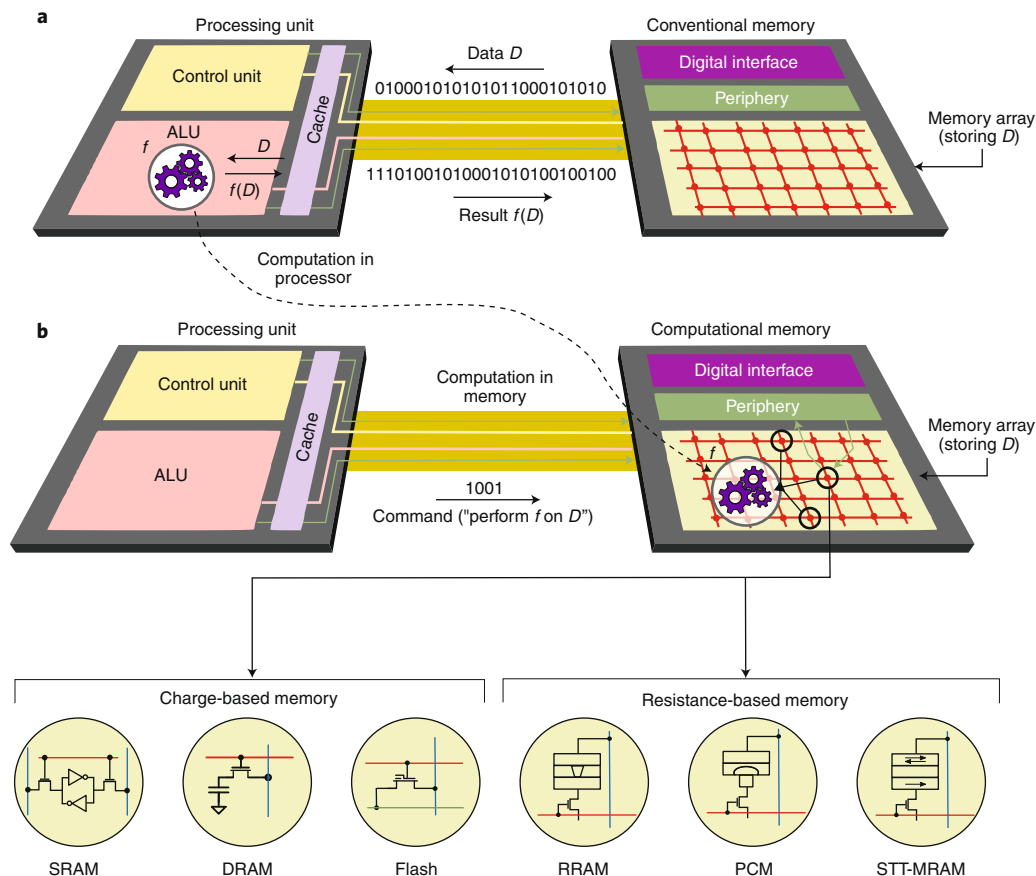 a
Processing unit
Conventional memory
Control unit
Cache
ALU
f
D
f(D)
Data D
010001010101011000101010
11101001010001010100100100
Result f(D)
Digital interface
Periphery
Memory array
(storing D)
Computation in
processor
b
Processing unit
Computational memory
Control unit
Cache
ALU
Computation in
memory
1001
Command ("perform f on D”)
Digital interface
Periphery
f
Memory array
(storing D)
Charge-based memory
Resistance-based memory
SRAM
DRAM
Flash
RRAM
PCM
STT-MRAM